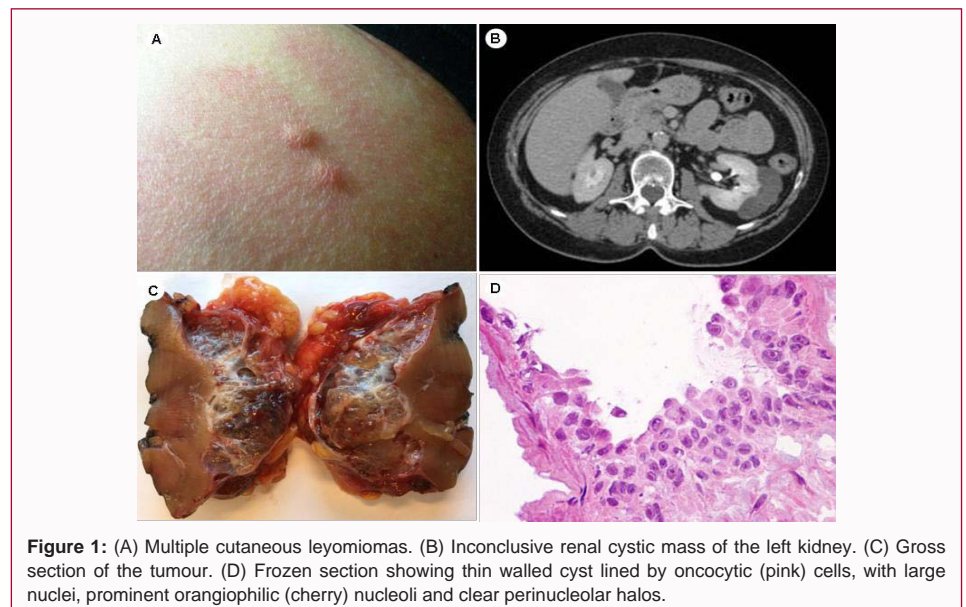 A
B
C
D
Figure 1: (A) Multiple cutaneous leyomiomas. (B) Inconclusive renal cystic mass of the left kidney. (C) Gross
section of the tumour. (D) Frozen section showing thin walled cyst lined by oncocytic (pink) cells, with large
nuclei, prominent orangiophilic (cherry) nucleoli and clear perinucleolar halos.